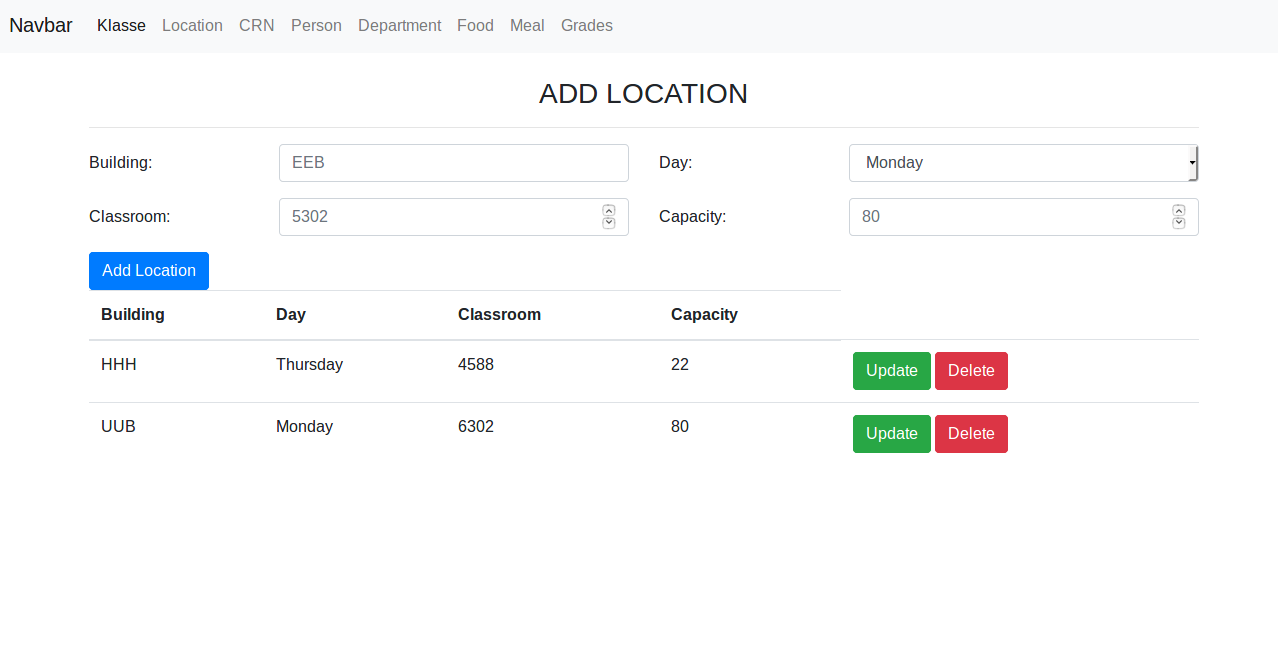 Navbar Klasse Location CRN Person Department Food Meal Grades
ADD LOCATION
Building: EEB Day: Monday
Classroom: 5302 Capacity: 80
Add Location
Building Day Classroom Capacity
HHH Thursday 4588 22 Update Delete
UUB Monday 6302 80 Update Delete